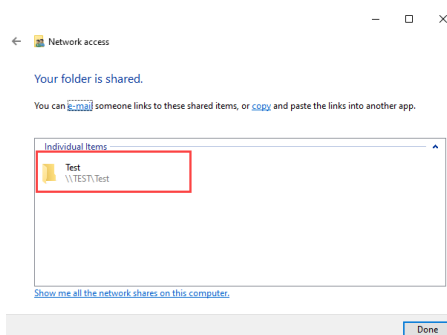 Network access
Your folder is shared.
You can e-mail someone links to these shared items, or copy and paste the links into another app.
Individual Items
Test
\\TEST\Test
Show me all the network shares on this computer.
Done